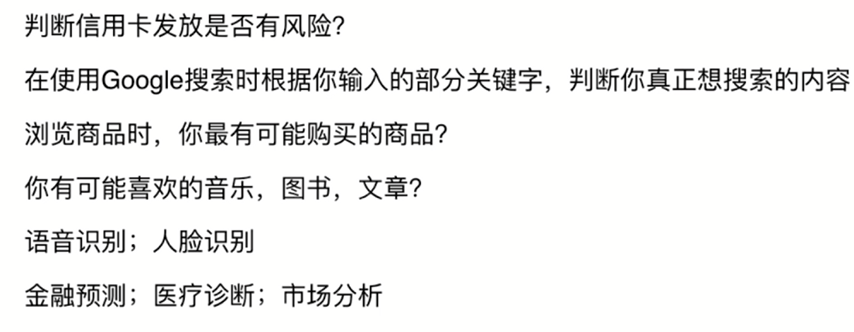 判断信用卡发放是否有风险？
在使用Google搜索时根据你输入的部分关键字，判断你真正想搜索的内容
浏览商品时，你最有可能购买的商品？
你有可能喜欢的音乐，图书，文章？
语音识别；人脸识别
金融预测；医疗诊断；市场分析